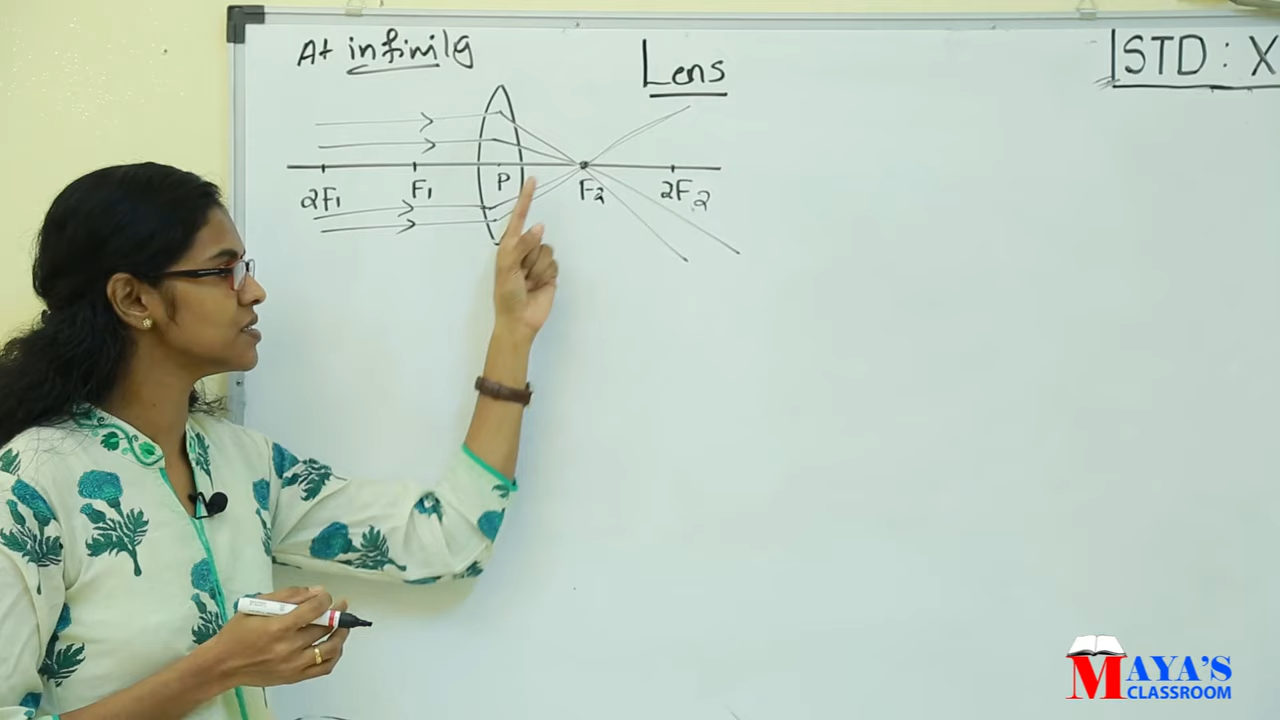 At infinity
Lens
STD : X
2F1
F1
P
F2
2F2
MAYA'S
CLASSROOM